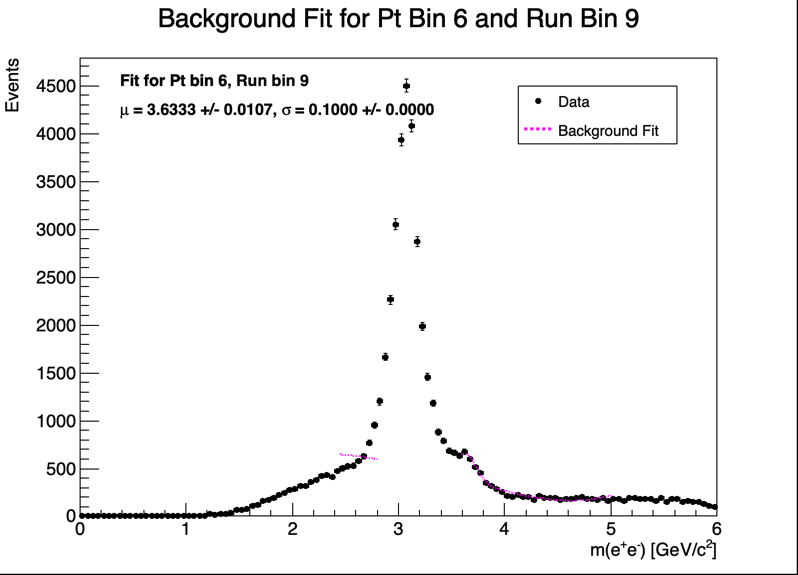 Background Fit for Pt Bin 6 and Run Bin 9
Events
Fit for Pt bin 6, Run bin 9
μ = 3.6333 +/- 0.0107, σ = 0.1000 +/- 0.0000
Data
Background Fit
4500
4000
3500
3000
2500
2000
1500
1000
500
0
0 1 2 3 4 5 6
m(e⁺e⁻) [GeV/c²]